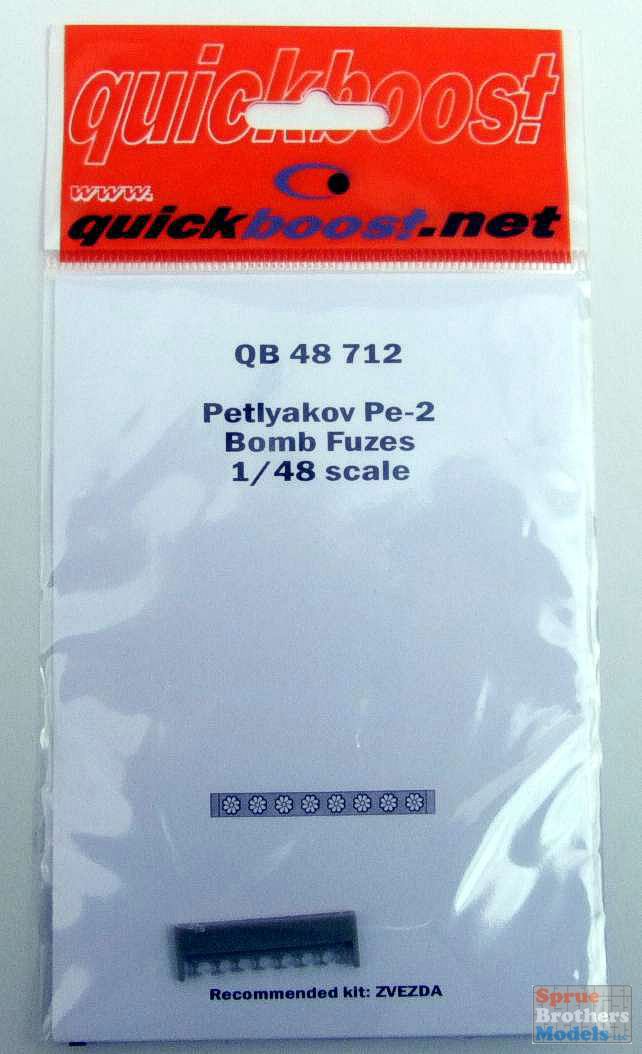 quickboost
www.
quickboost.net
QB 48 712
Petlyakov Pe-2
Bomb Fuzes
1/48 scale
Recommended kit: ZVEZDA
Sprue
Brothers
Models LLC